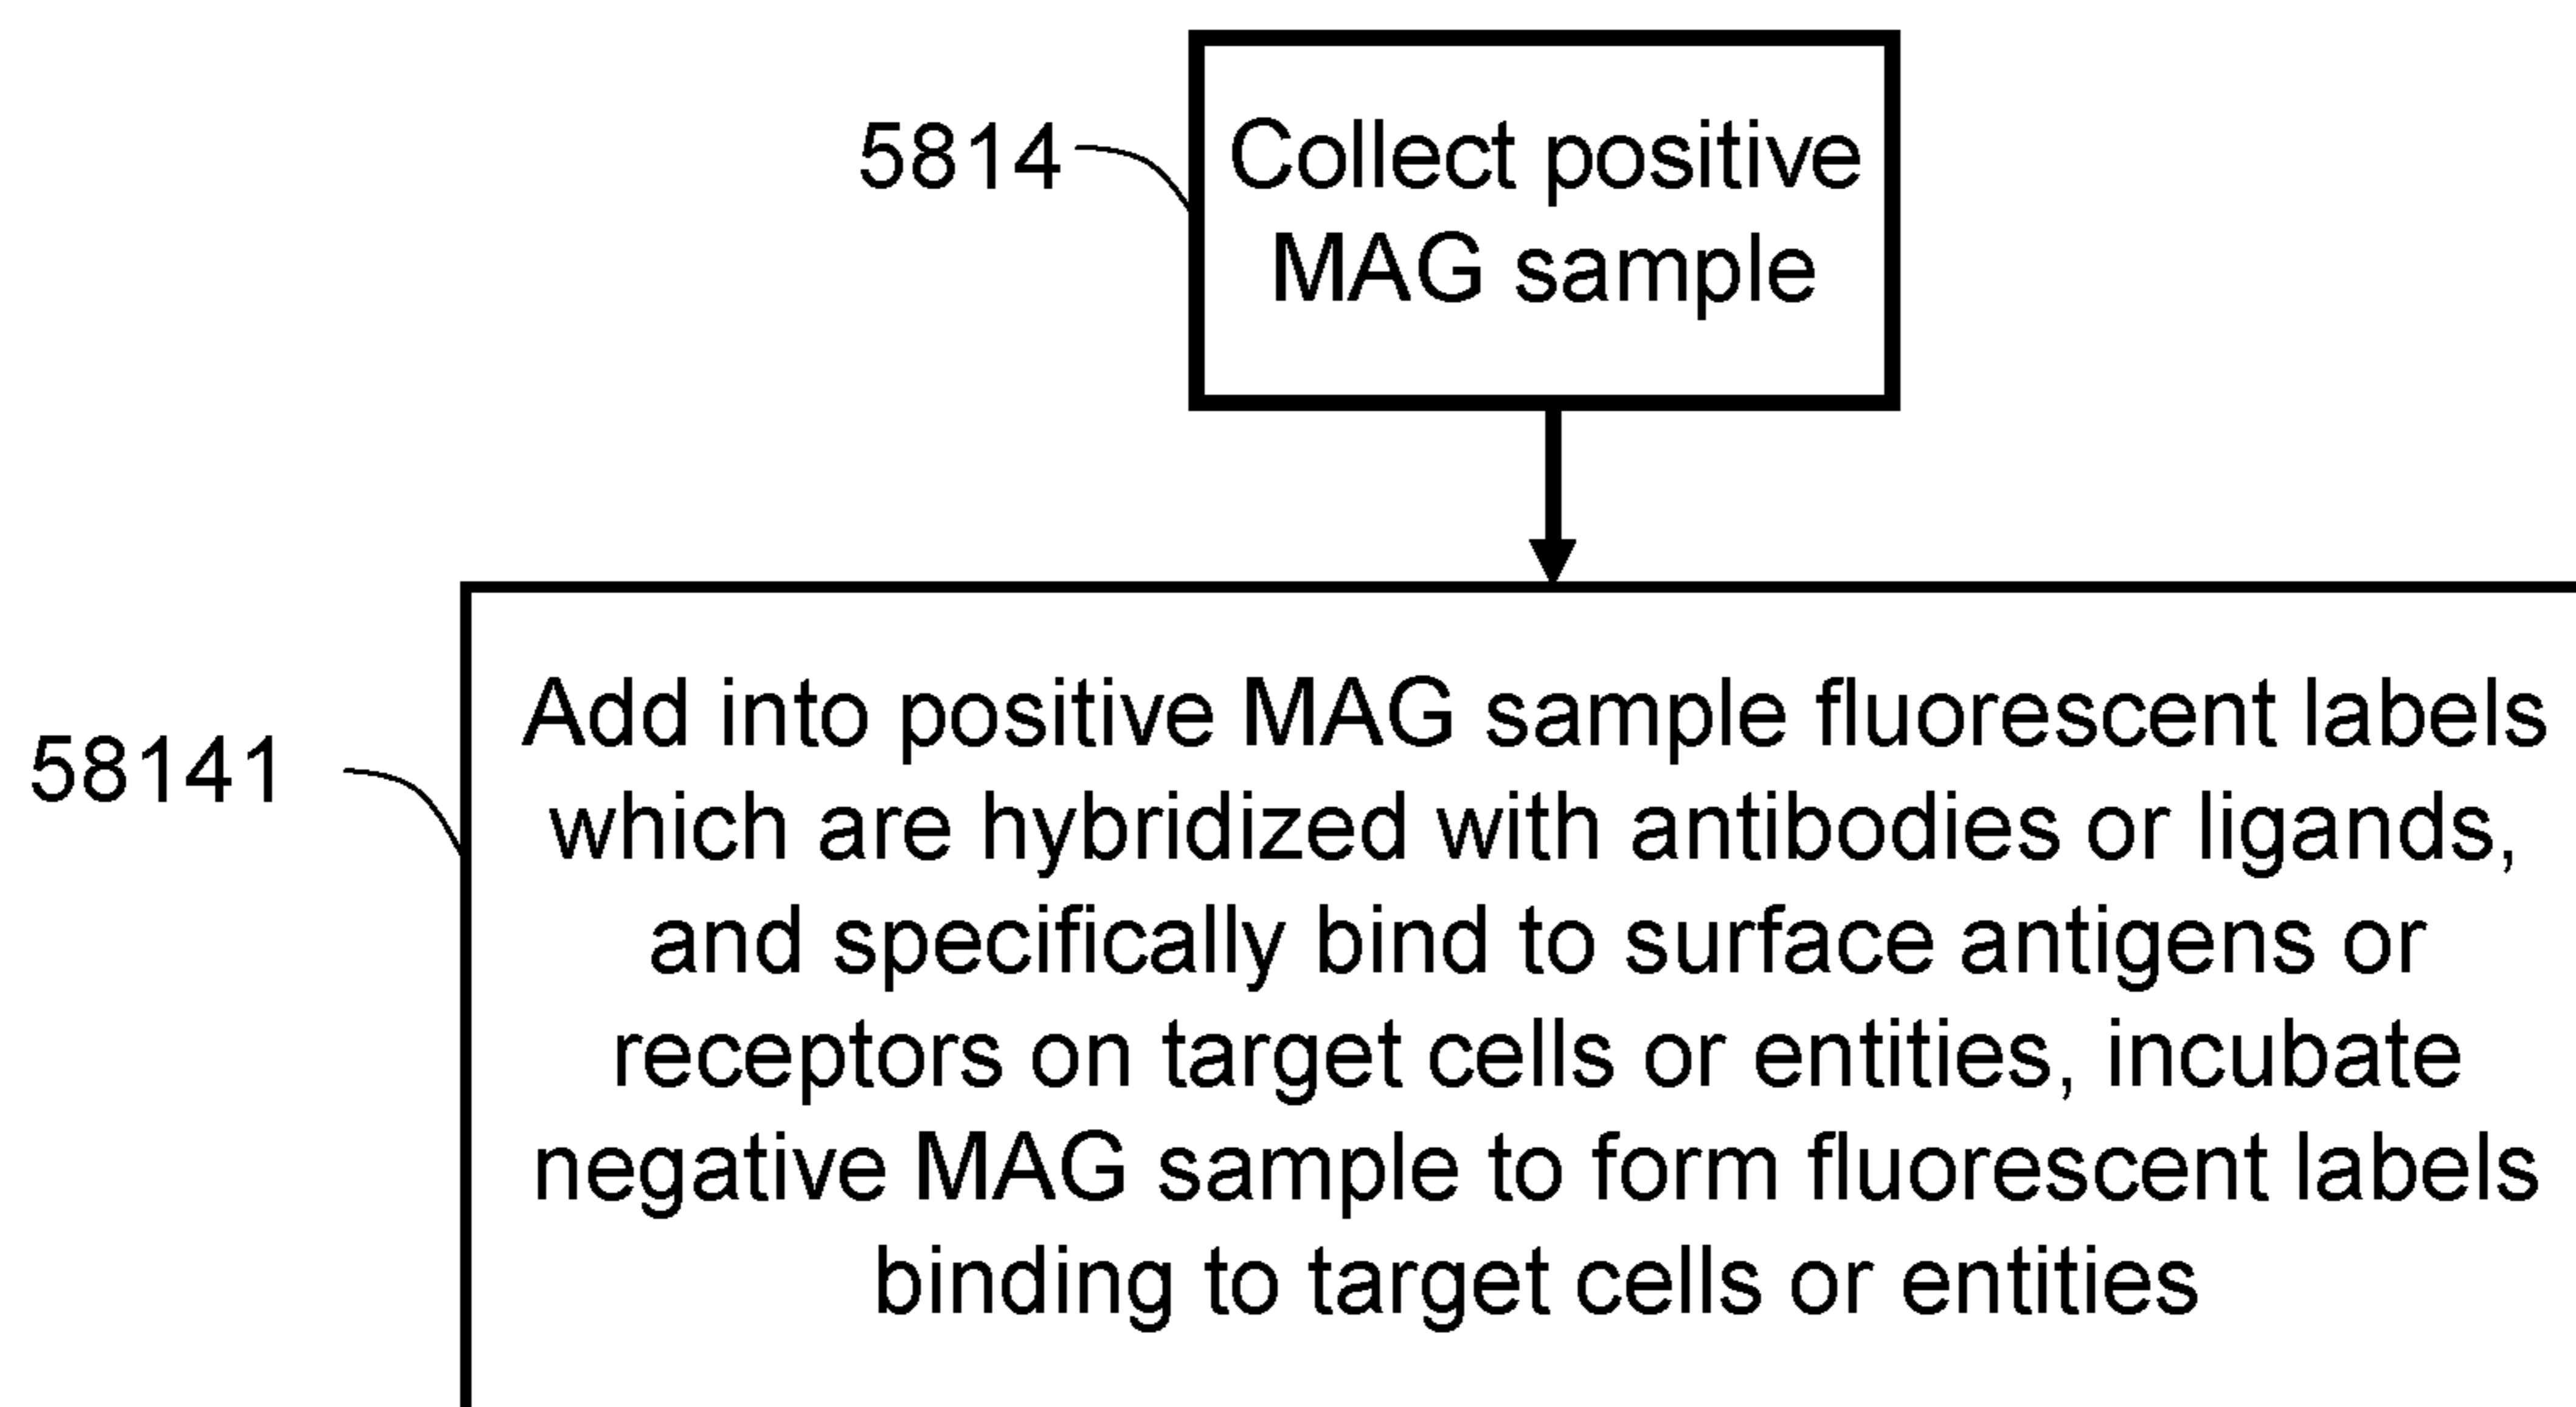 5814
Collect positive
MAG sample
58141
Add into positive MAG sample fluorescent labels
which are hybridized with antibodies or ligands,
and specifically bind to surface antigens or
receptors on target cells or entities, incubate
negative MAG sample to form fluorescent labels
binding to target cells or entities